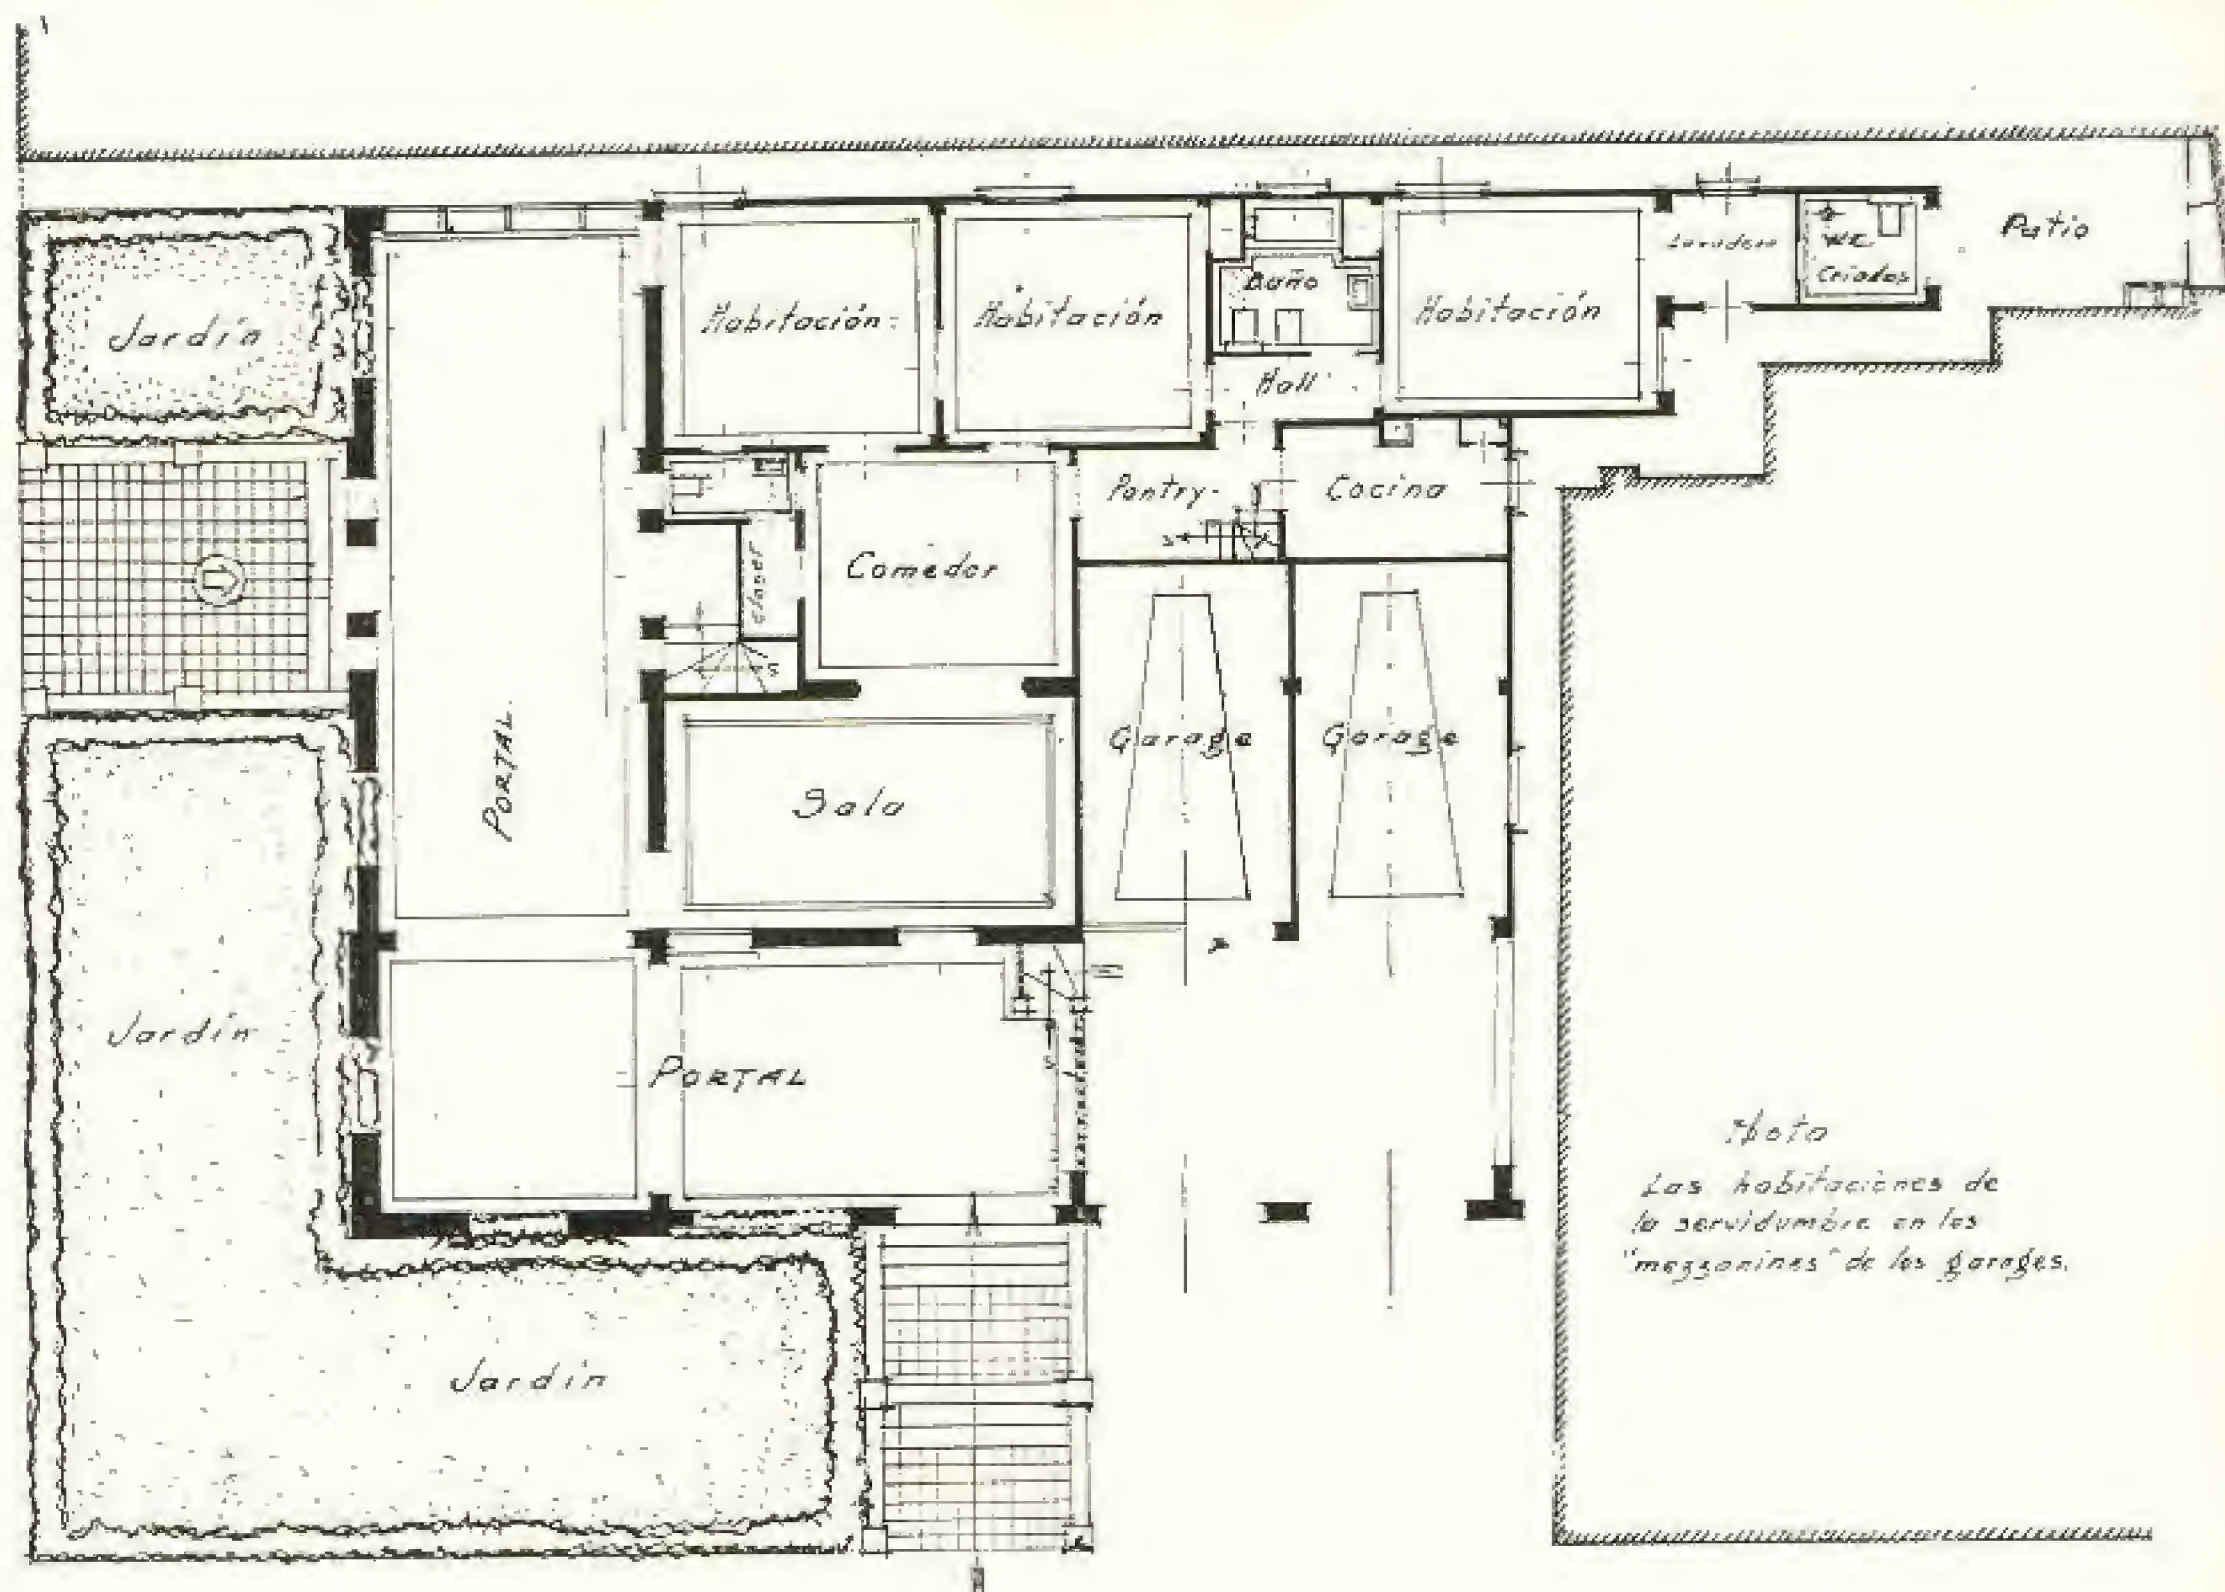 Patio
Lavadero
WC
Criados
Baño
Habitación
Habitación
Habitación
Jardín
Hall
Pantry
Cocina
Closet
Comedor
S
S
PORTAL.
Garage
Garage
Sala
Jardín
PORTAL
S
Nota
Las habitaciones de
la servidumbre en los
"mezzanines" de los garages.
Jardín